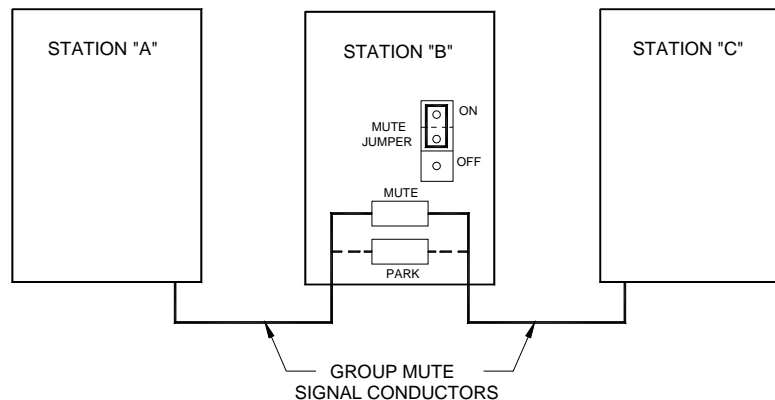 STATION "A"
STATION "B"
STATION "C"
ON
MUTE
JUMPER
OFF
MUTE
PARK
GROUP MUTE
SIGNAL CONDUCTORS